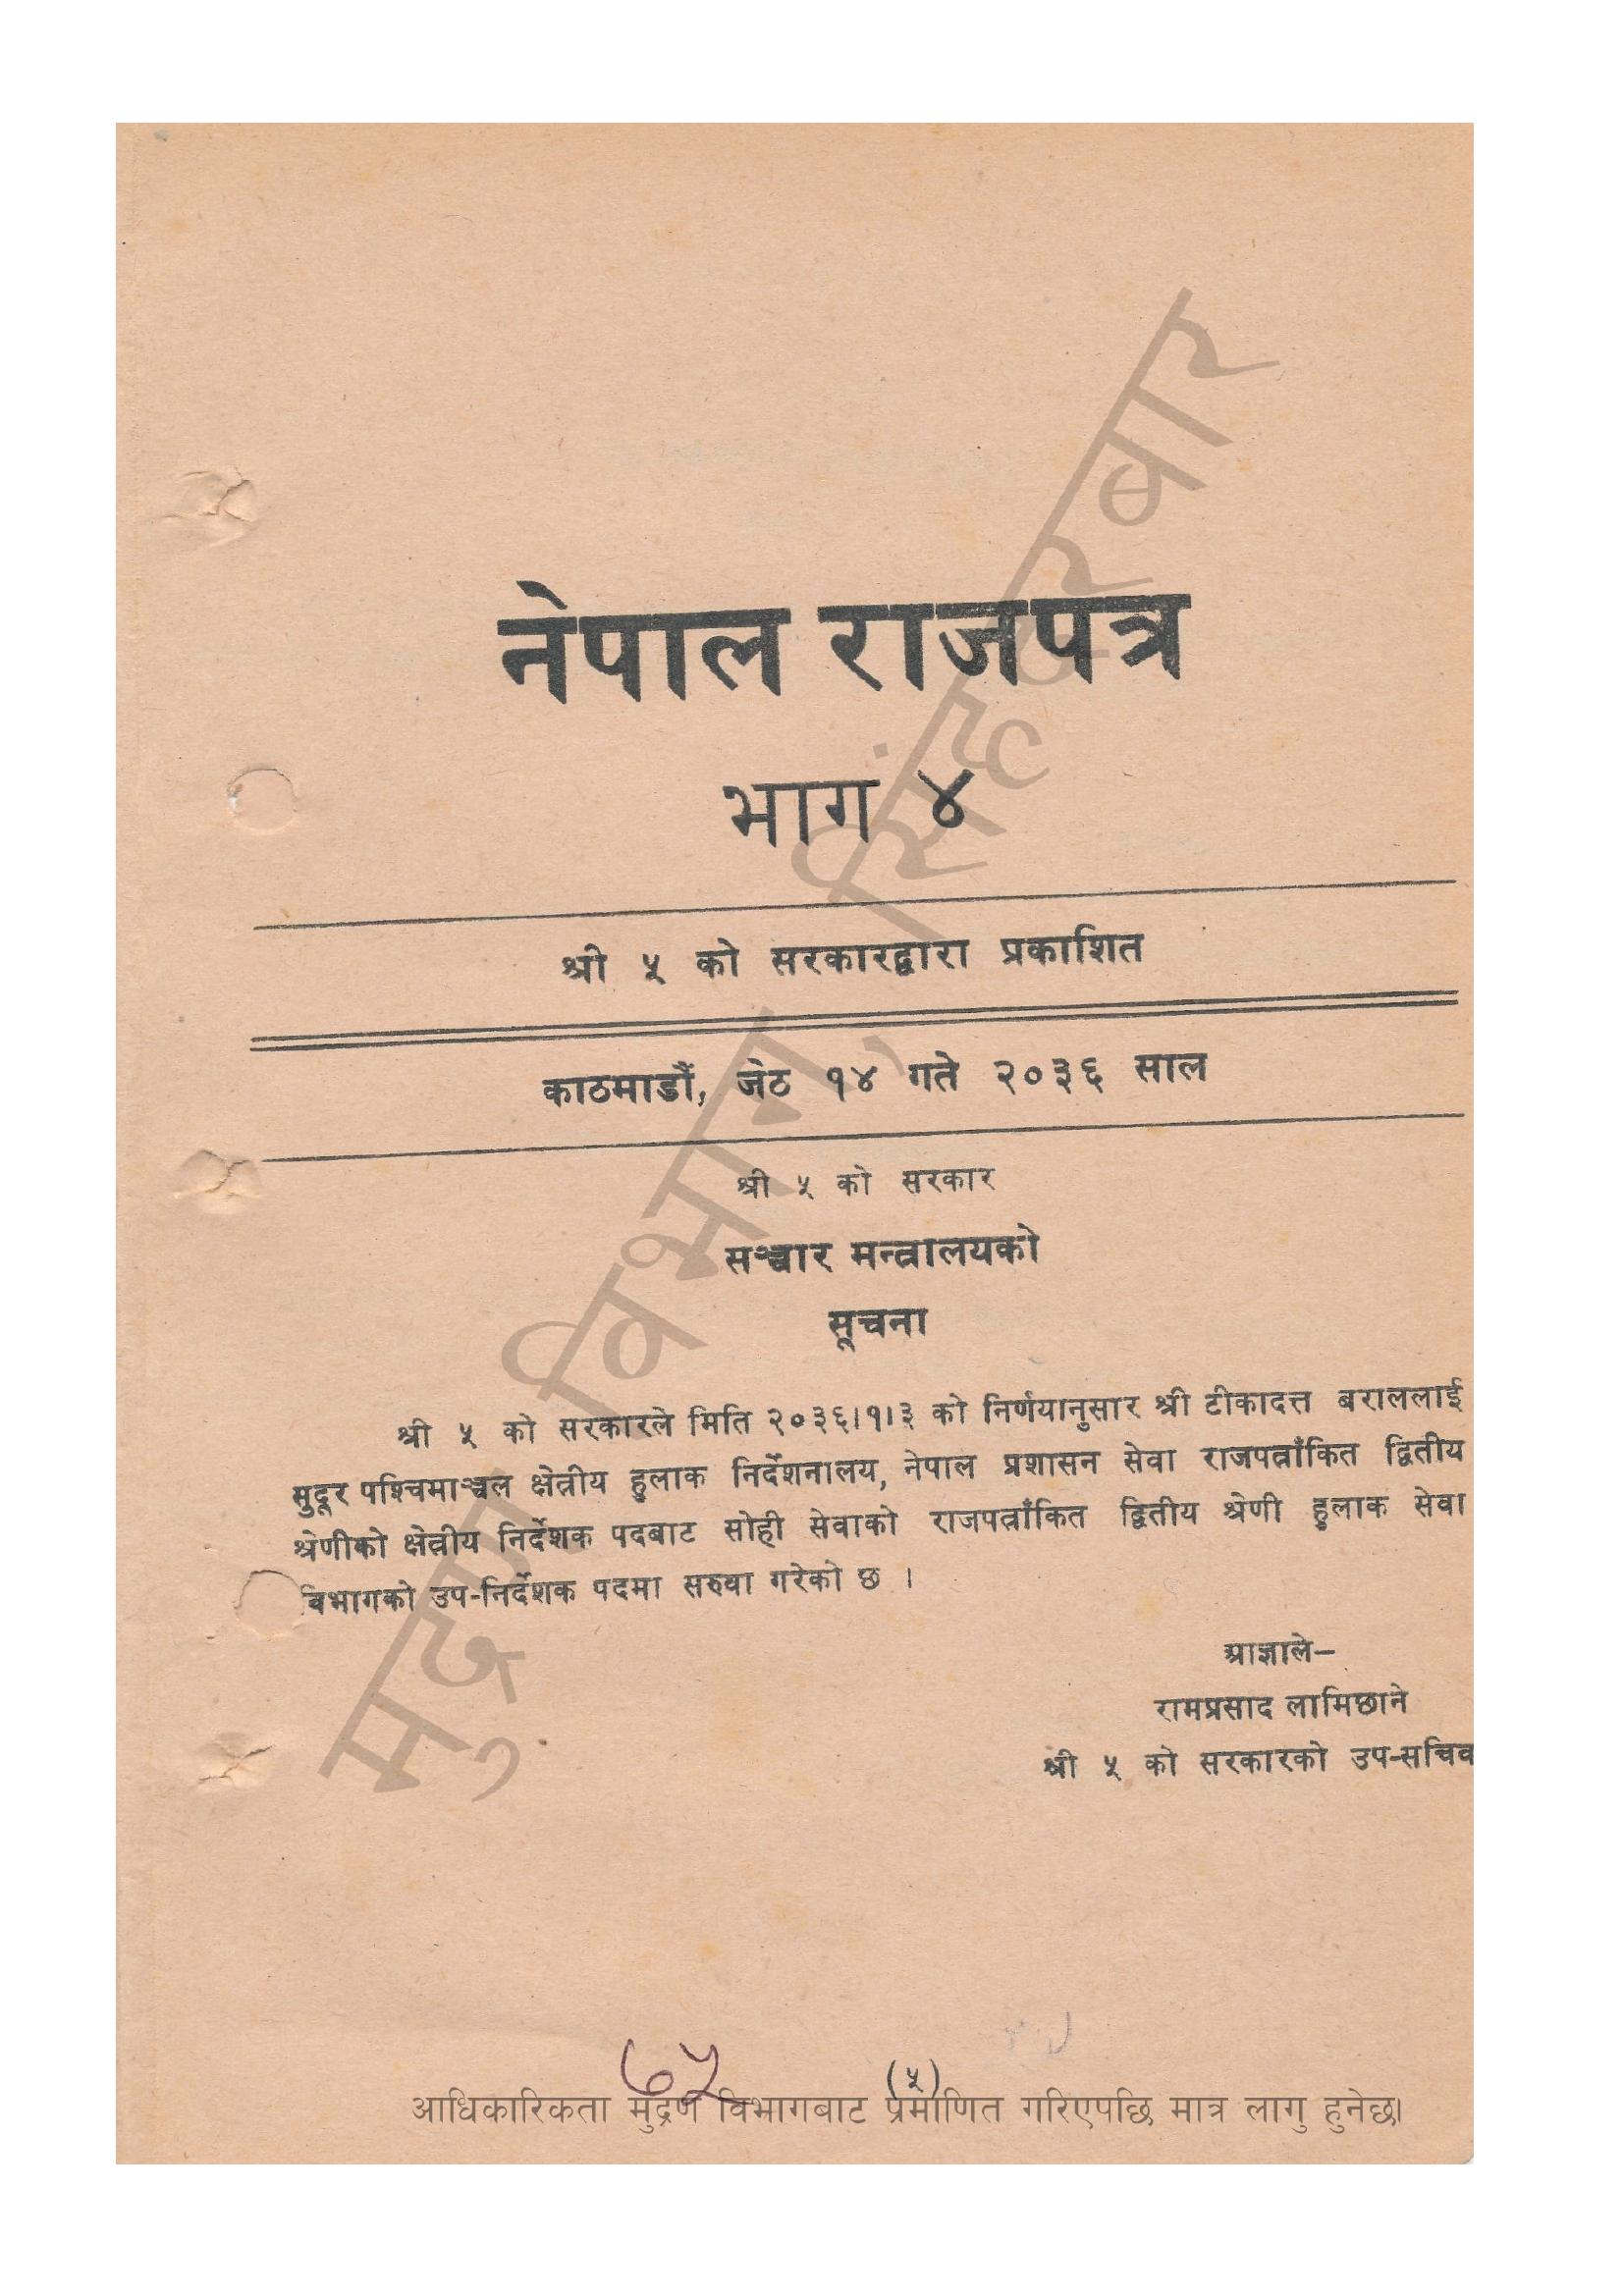 नेपाल राजपत्र
भाग ४
श्री ५ को सरकारद्वारा प्रकाशित
काठमाडौं, जेठ १४ गते २०३६ साल
श्री ५ को सरकार
सञ्चार मन्त्रालयको
सूचना
श्री ५ को सरकारले मिति २०३६।१।३ को निर्णयानुसार श्री टीकादत्त बराललाई
सुदूर पश्चिमाञ्चल क्षेत्रीय हुलाक निर्देशनालय, नेपाल प्रशासन सेवा राजपत्राँकित द्वितीय
श्रेणीको क्षेत्रीय निर्देशक पदबाट सोही सेवाको राजपत्राँकित द्वितीय श्रेणी हुलाक सेवा
विभागको उप-निर्देशक पदमा सरुवा गरेको छ ।
आज्ञाले–
रामप्रसाद लामिछाने
श्री ५ को सरकारको उप-सचिव
७५
(५)
आधिकारिकता मुद्रण विभागबाट प्रमाणित गरिएपछि मात्र लागु हुनेछ।
मुद्रण विभाग, सिंहदरबार